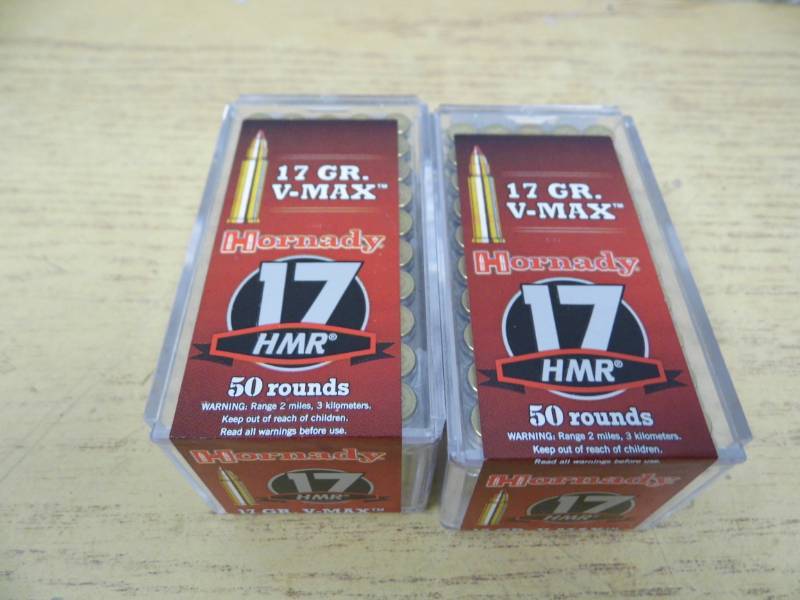 17 GR.
V-MAX™
Hornady
17
HMR®
50 rounds
WARNING: Range 2 miles, 3 kilometers.
Keep out of reach of children.
Read all warnings before use.
Hornady
17
HMR®
17 GR. V-MAX™
17 GR.
V-MAX™
Hornady
17
HMR®
50 rounds
WARNING: Range 2 miles, 3 kilometers.
Keep out of reach of children.
Read all warnings before use.
Hornady
17
HMR®